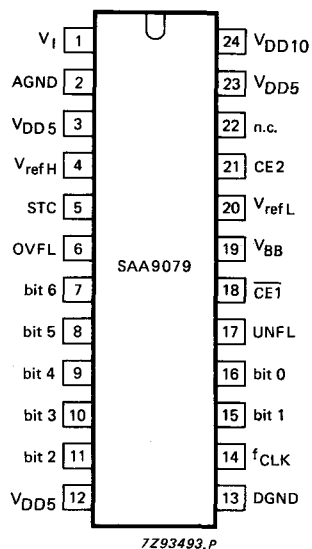 V_I 1 24 V_DD10
AGND 2 23 V_DD5
V_DD5 3 22 n.c.
V_refH 4 21 CE2
STC 5 20 V_refL
OVFL 6 19 V_BB
SAA9079
bit 6 7 18 C̅E̅1̅
bit 5 8 17 UNFL
bit 4 9 16 bit 0
bit 3 10 15 bit 1
bit 2 11 14 f_CLK
V_DD5 12 13 DGND
7Z93493.P